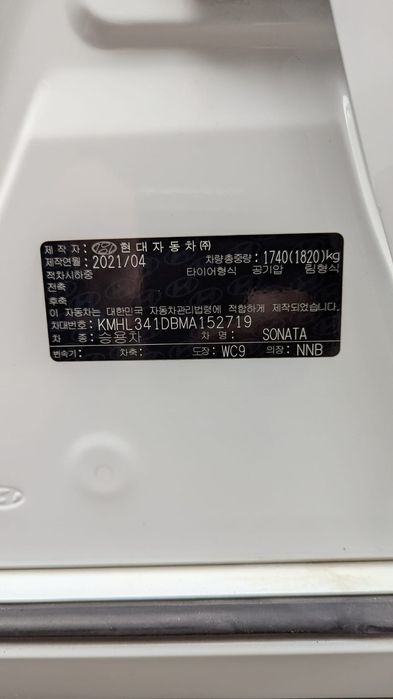 제 작 자 : 현대자동차㈜
제작연월 : 2021/04 차량총중량 : 1740(1820)kg
적차시하중 타이어형식 공기압 림형식
전축
후축
이 자동차는 대한민국 자동차관리법령에 적합하게 제작되었습니다.
차대번호 : KMHL341DBMA152719
차 종 : 승용차 차 명 : SONATA
변속기 : 차축 : 도장 : WC9 의장 : NNB